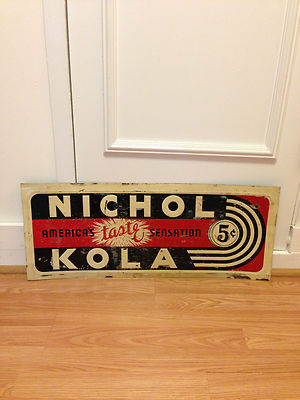 NICHOL
AMERICA'S taste SENSATION 5¢
KOLA